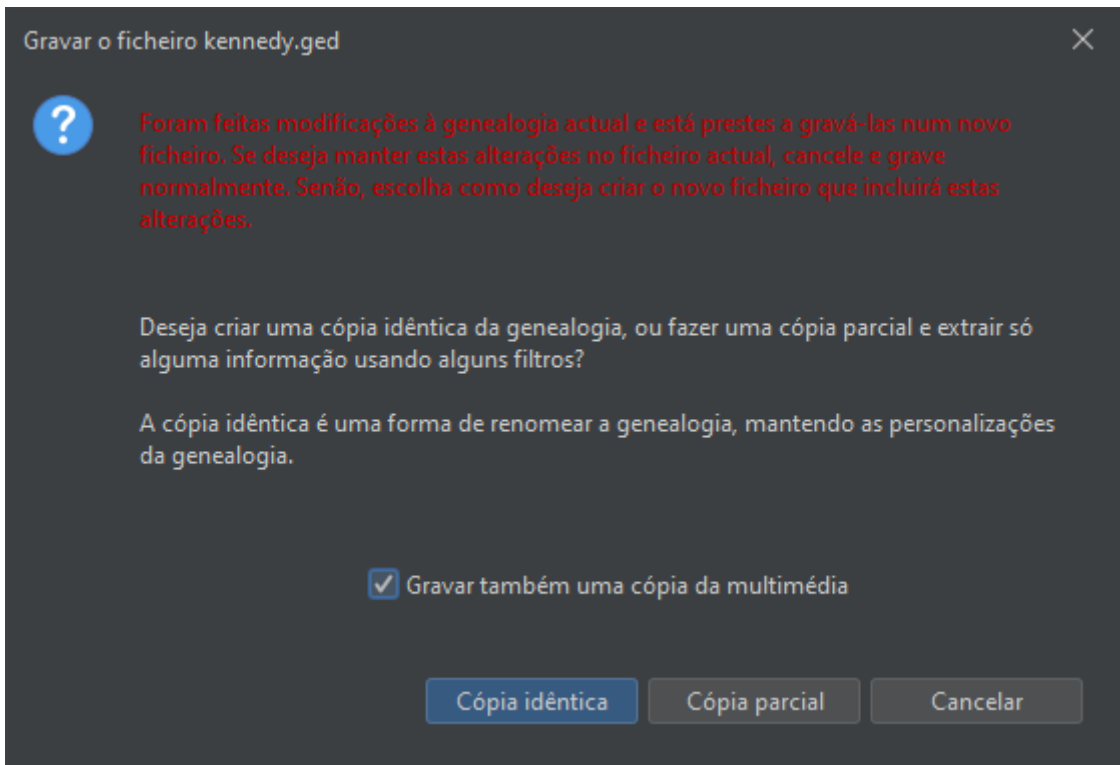 Gravar o ficheiro kennedy.ged
Foram feitas modificações à genealogia actual e está prestes a gravá-las num novo
ficheiro. Se deseja manter estas alterações no ficheiro actual, cancele e grave
normalmente. Senão, escolha como deseja criar o novo ficheiro que incluirá estas
alterações.
Deseja criar uma cópia idêntica da genealogia, ou fazer uma cópia parcial e extrair só
alguma informação usando alguns filtros?
A cópia idêntica é uma forma de renomear a genealogia, mantendo as personalizações
da genealogia.
Gravar também uma cópia da multimédia
Cópia idêntica
Cópia parcial
Cancelar